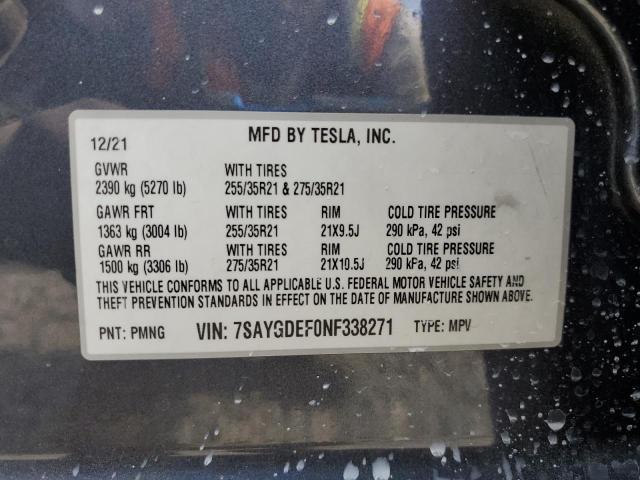 12/21 MFD BY TESLA, INC.
GVWR WITH TIRES
2390 kg (5270 lb) 255/35R21 & 275/35R21
GAWR FRT WITH TIRES RIM COLD TIRE PRESSURE
1363 kg (3004 lb) 255/35R21 21X9.5J 290 kPa, 42 psi
GAWR RR WITH TIRES RIM COLD TIRE PRESSURE
1500 kg (3306 lb) 275/35R21 21X10.5J 290 kPa, 42 psi
THIS VEHICLE CONFORMS TO ALL APPLICABLE U.S. FEDERAL MOTOR VEHICLE SAFETY AND
THEFT PREVENTION STANDARDS IN EFFECT ON THE DATE OF MANUFACTURE SHOWN ABOVE.
PNT: PMNG VIN: 7SAYGDEF0NF338271 TYPE: MPV